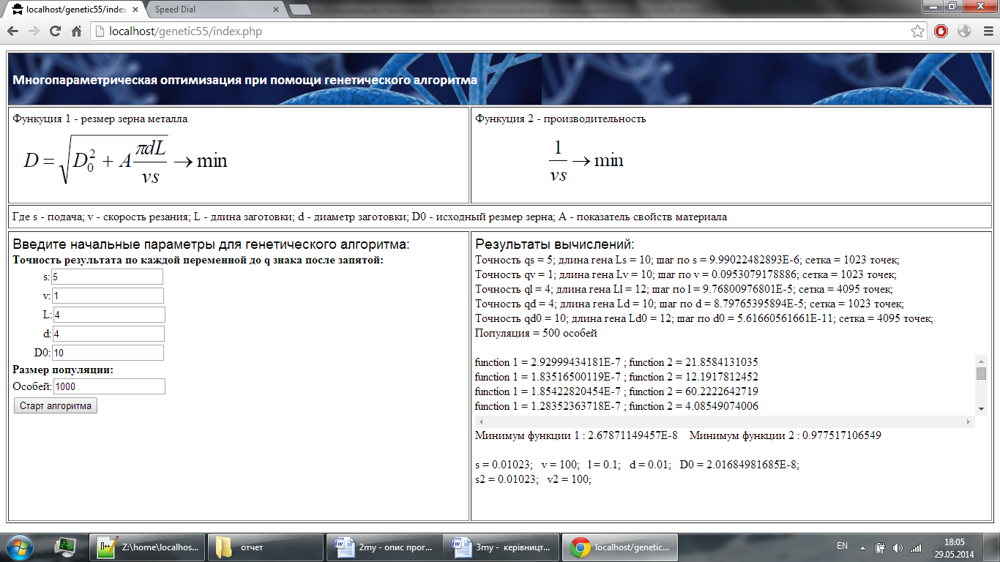 localhost/genetic55/index
Speed Dial
localhost/genetic55/index.php
Многопараметрическая оптимизация при помощи генетического алгоритма
Функуция 1 - резмер зерна металла
D = √(D₀² + A πdL/vs) → min
Функуция 2 - производительность
1/vs → min
Где s - подача; v - скорость резания; L - длина заготовки; d - диаметр заготовки; D0 - исходный резмер зерна; A - показатель свойств материала
Введите начальные параметры для генетического алгоритма:
Точность результата по каждой переменной до q знака после запятой:
s: 5
v: 1
L: 4
d: 4
D0: 10
Размер популяции:
Особей: 1000
Старт алгоритма
Результаты вычислений:
Точность qs = 5; длина гена Ls = 10; шаг по s = 9.99022482893E-6; сетка = 1023 точек;
Точность qv = 1; длина гена Lv = 10; шаг по v = 0.0953079178886; сетка = 1023 точек;
Точность ql = 4; длина гена Ll = 12; шаг по l = 9.76800976801E-5; сетка = 4095 точек;
Точность qd = 4; длина гена Ld = 10; шаг по d = 8.79765395894E-5; сетка = 1023 точек;
Точность qd0 = 10; длина гена Ld0 = 12; шаг по d0 = 5.61660561661E-11; сетка = 4095 точек;
Популяция = 500 особей
function 1 = 2.92999434181E-7 ; function 2 = 21.8584131035
function 1 = 1.83516500119E-7 ; function 2 = 12.1917812452
function 1 = 1.85422820454E-7 ; function 2 = 60.2222642719
function 1 = 1.28352363718E-7 ; function 2 = 4.08549074006
Минимум функции 1 : 2.67871149457E-8 Минимум функции 2 : 0.977517106549
s = 0.01023; v = 100; l = 0.1; d = 0.01; D0 = 2.01684981685E-8;
s2 = 0.01023; v2 = 100;
Z:\home\localhos...
отчет
2my - опис прог...
3my - керівницт...
localhost/genetic...
EN
18:05
29.05.2014